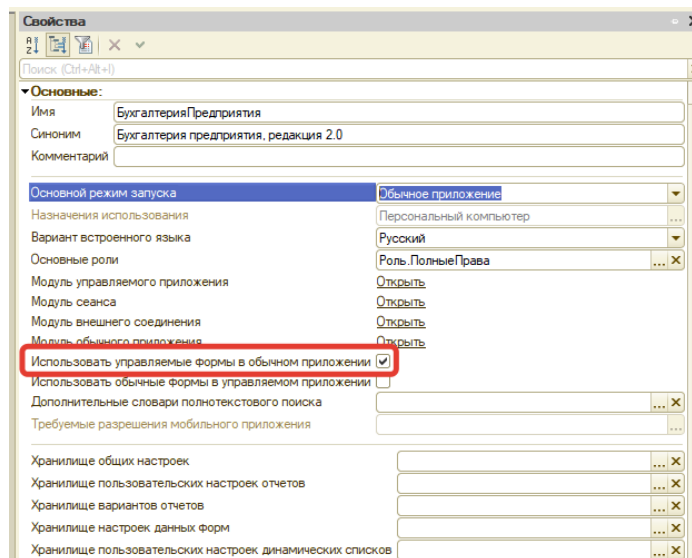 Свойства
Поиск (Ctrl+Alt+I)
Основные:
Имя БухгалтерияПредприятия
Синоним Бухгалтерия предприятия, редакция 2.0
Комментарий
Основной режим запуска Обычное приложение
Назначения использования Персональный компьютер ...
Вариант встроенного языка Русский
Основные роли Роль.ПолныеПрава ... ×
Модуль управляемого приложения Открыть
Модуль сеанса Открыть
Модуль внешнего соединения Открыть
Модуль обычного приложения Открыть
Использовать управляемые формы в обычном приложении
Использовать обычные формы в управляемом приложении
Дополнительные словари полнотекстового поиска ... ×
Требуемые разрешения мобильного приложения ...
Хранилище общих настроек ... ×
Хранилище пользовательских настроек отчетов ... ×
Хранилище вариантов отчетов ... ×
Хранилище настроек данных форм ... ×
Хранилище пользовательских настроек динамических списков ... ×